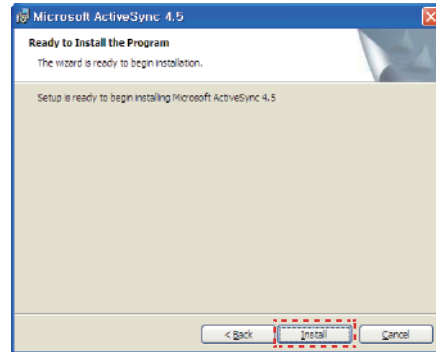 Microsoft ActiveSync 4.5
Ready to Install the Program
The wizard is ready to begin installation.
Setup is ready to begin installing Microsoft ActiveSync 4.5
< Back Install Cancel